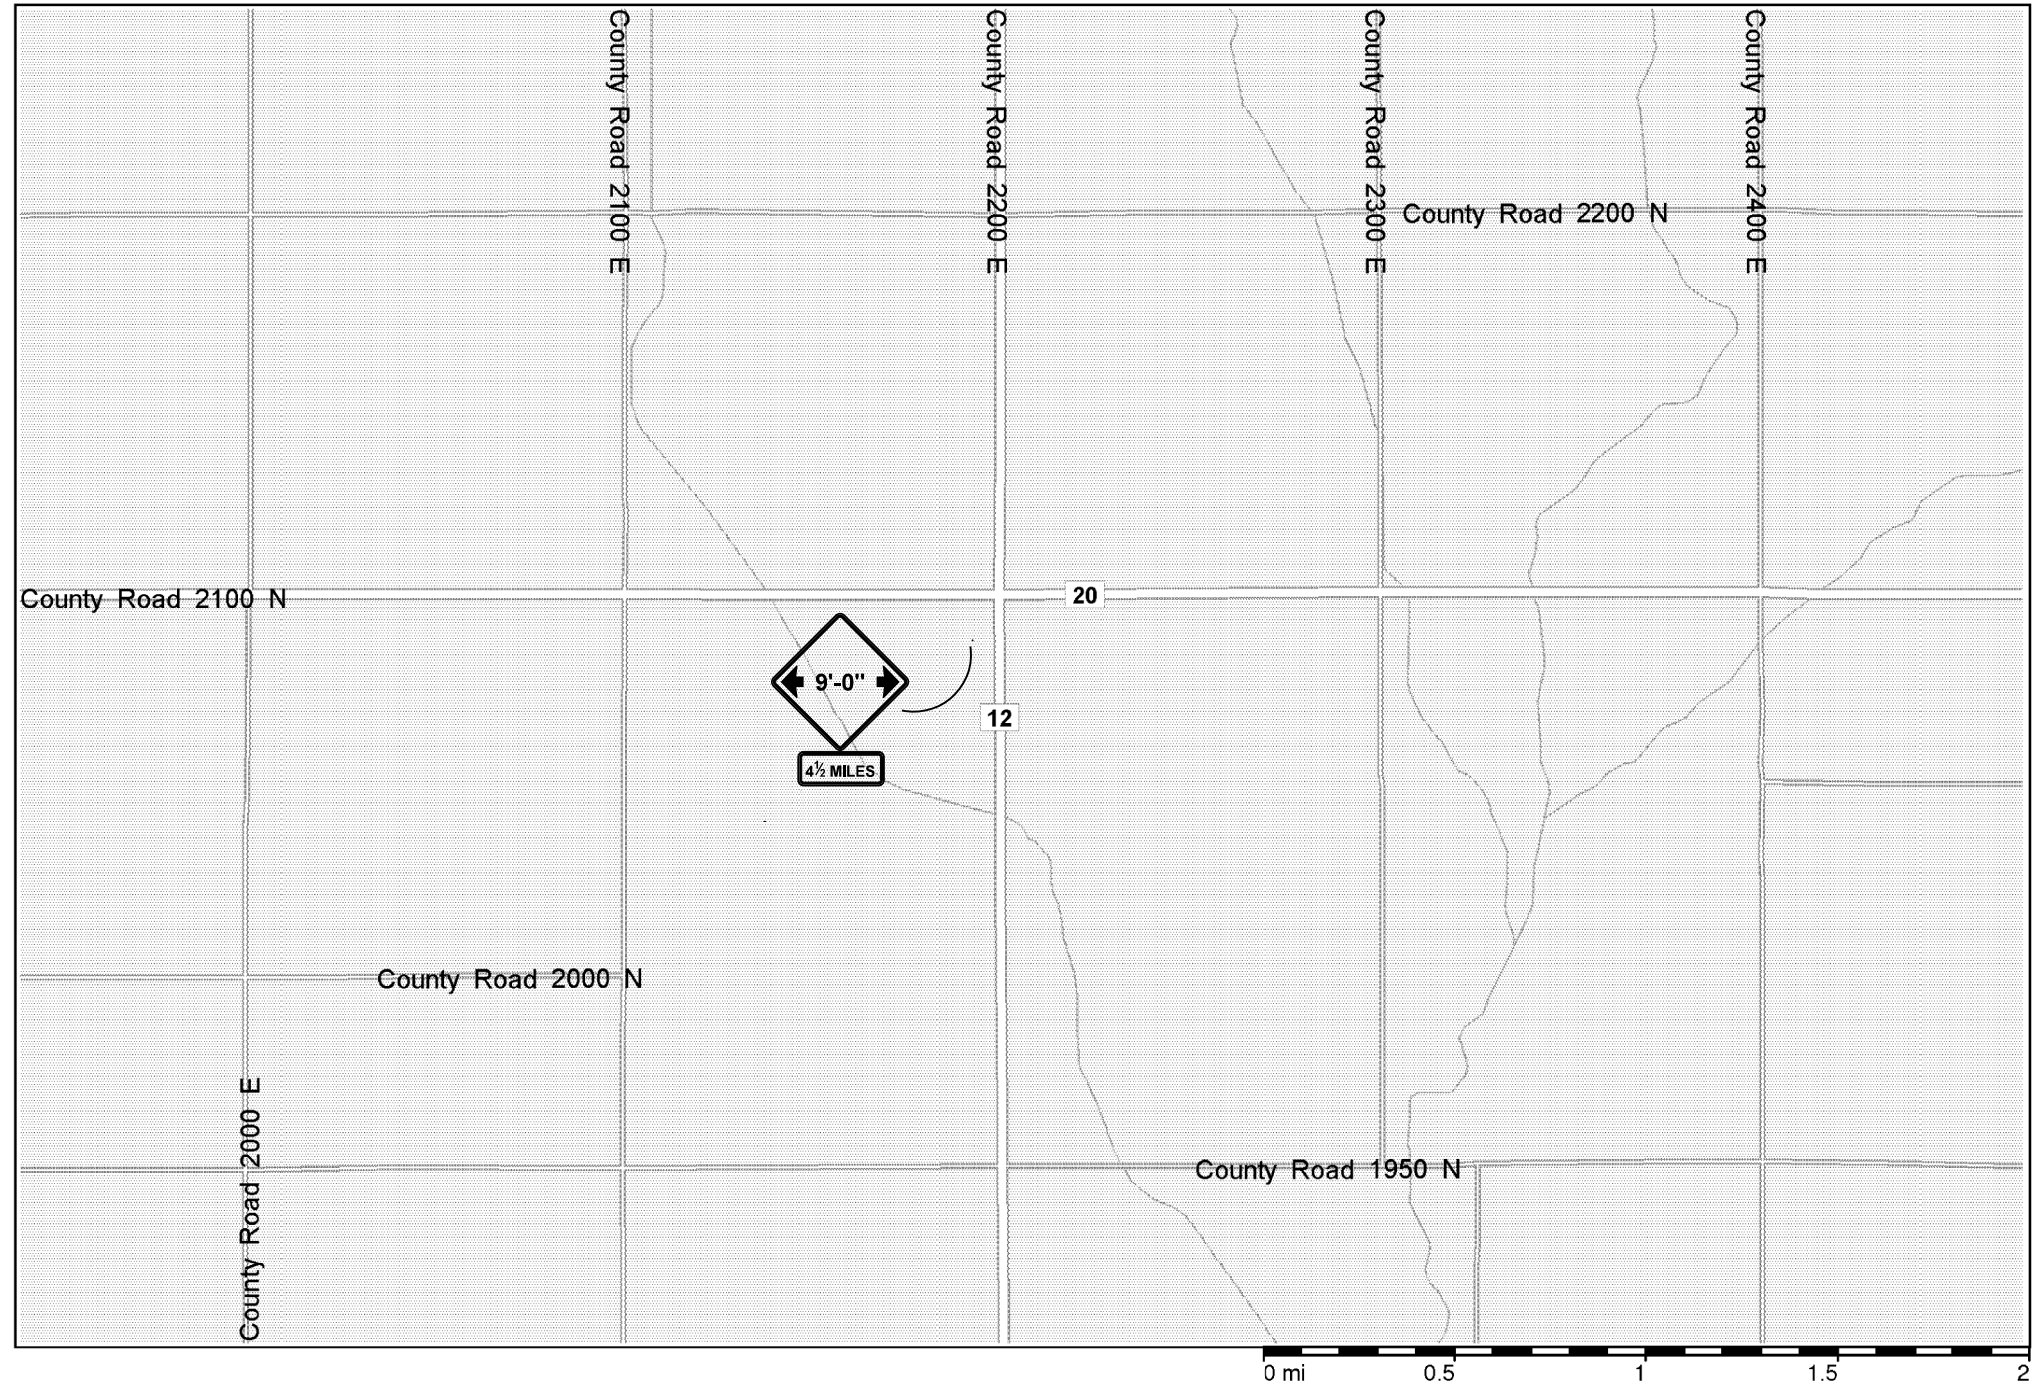 County Road 2100 E
County Road 2200 E
County Road 2300 E
County Road 2400 E
County Road 2200 N
County Road 2100 N
20
9'-0"
12
4½ MILES
County Road 2000 N
County Road 2000 E
County Road 1950 N
0 mi 0.5 1 1.5 2